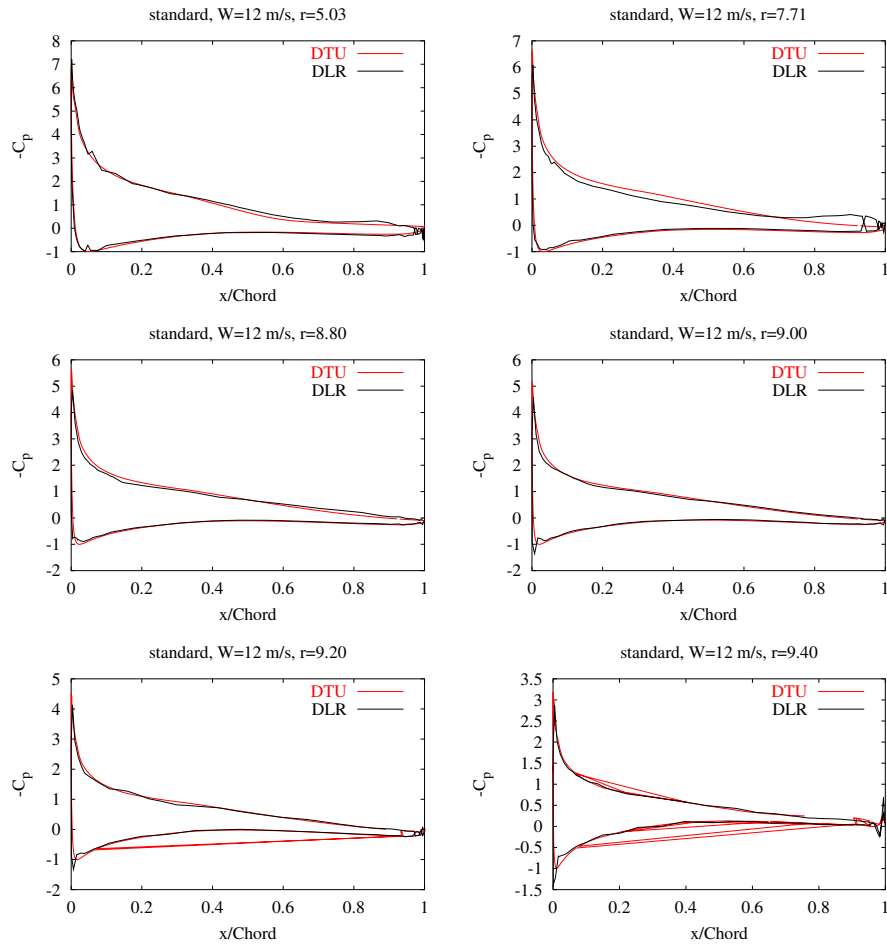 standard, W=12 m/s, r=5.03
DTU
DLR
8
7
6
5
4
3
2
1
0
-1
-Cp
0 0.2 0.4 0.6 0.8 1
x/Chord
standard, W=12 m/s, r=7.71
DTU
DLR
7
6
5
4
3
2
1
0
-1
-Cp
0 0.2 0.4 0.6 0.8 1
x/Chord
standard, W=12 m/s, r=8.80
DTU
DLR
6
5
4
3
2
1
0
-1
-2
-Cp
0 0.2 0.4 0.6 0.8 1
x/Chord
standard, W=12 m/s, r=9.00
DTU
DLR
6
5
4
3
2
1
0
-1
-2
-Cp
0 0.2 0.4 0.6 0.8 1
x/Chord
standard, W=12 m/s, r=9.20
DTU
DLR
5
4
3
2
1
0
-1
-2
-Cp
0 0.2 0.4 0.6 0.8 1
x/Chord
standard, W=12 m/s, r=9.40
DTU
DLR
3.5
3
2.5
2
1.5
1
0.5
0
-0.5
-1
-1.5
-Cp
0 0.2 0.4 0.6 0.8 1
x/Chord